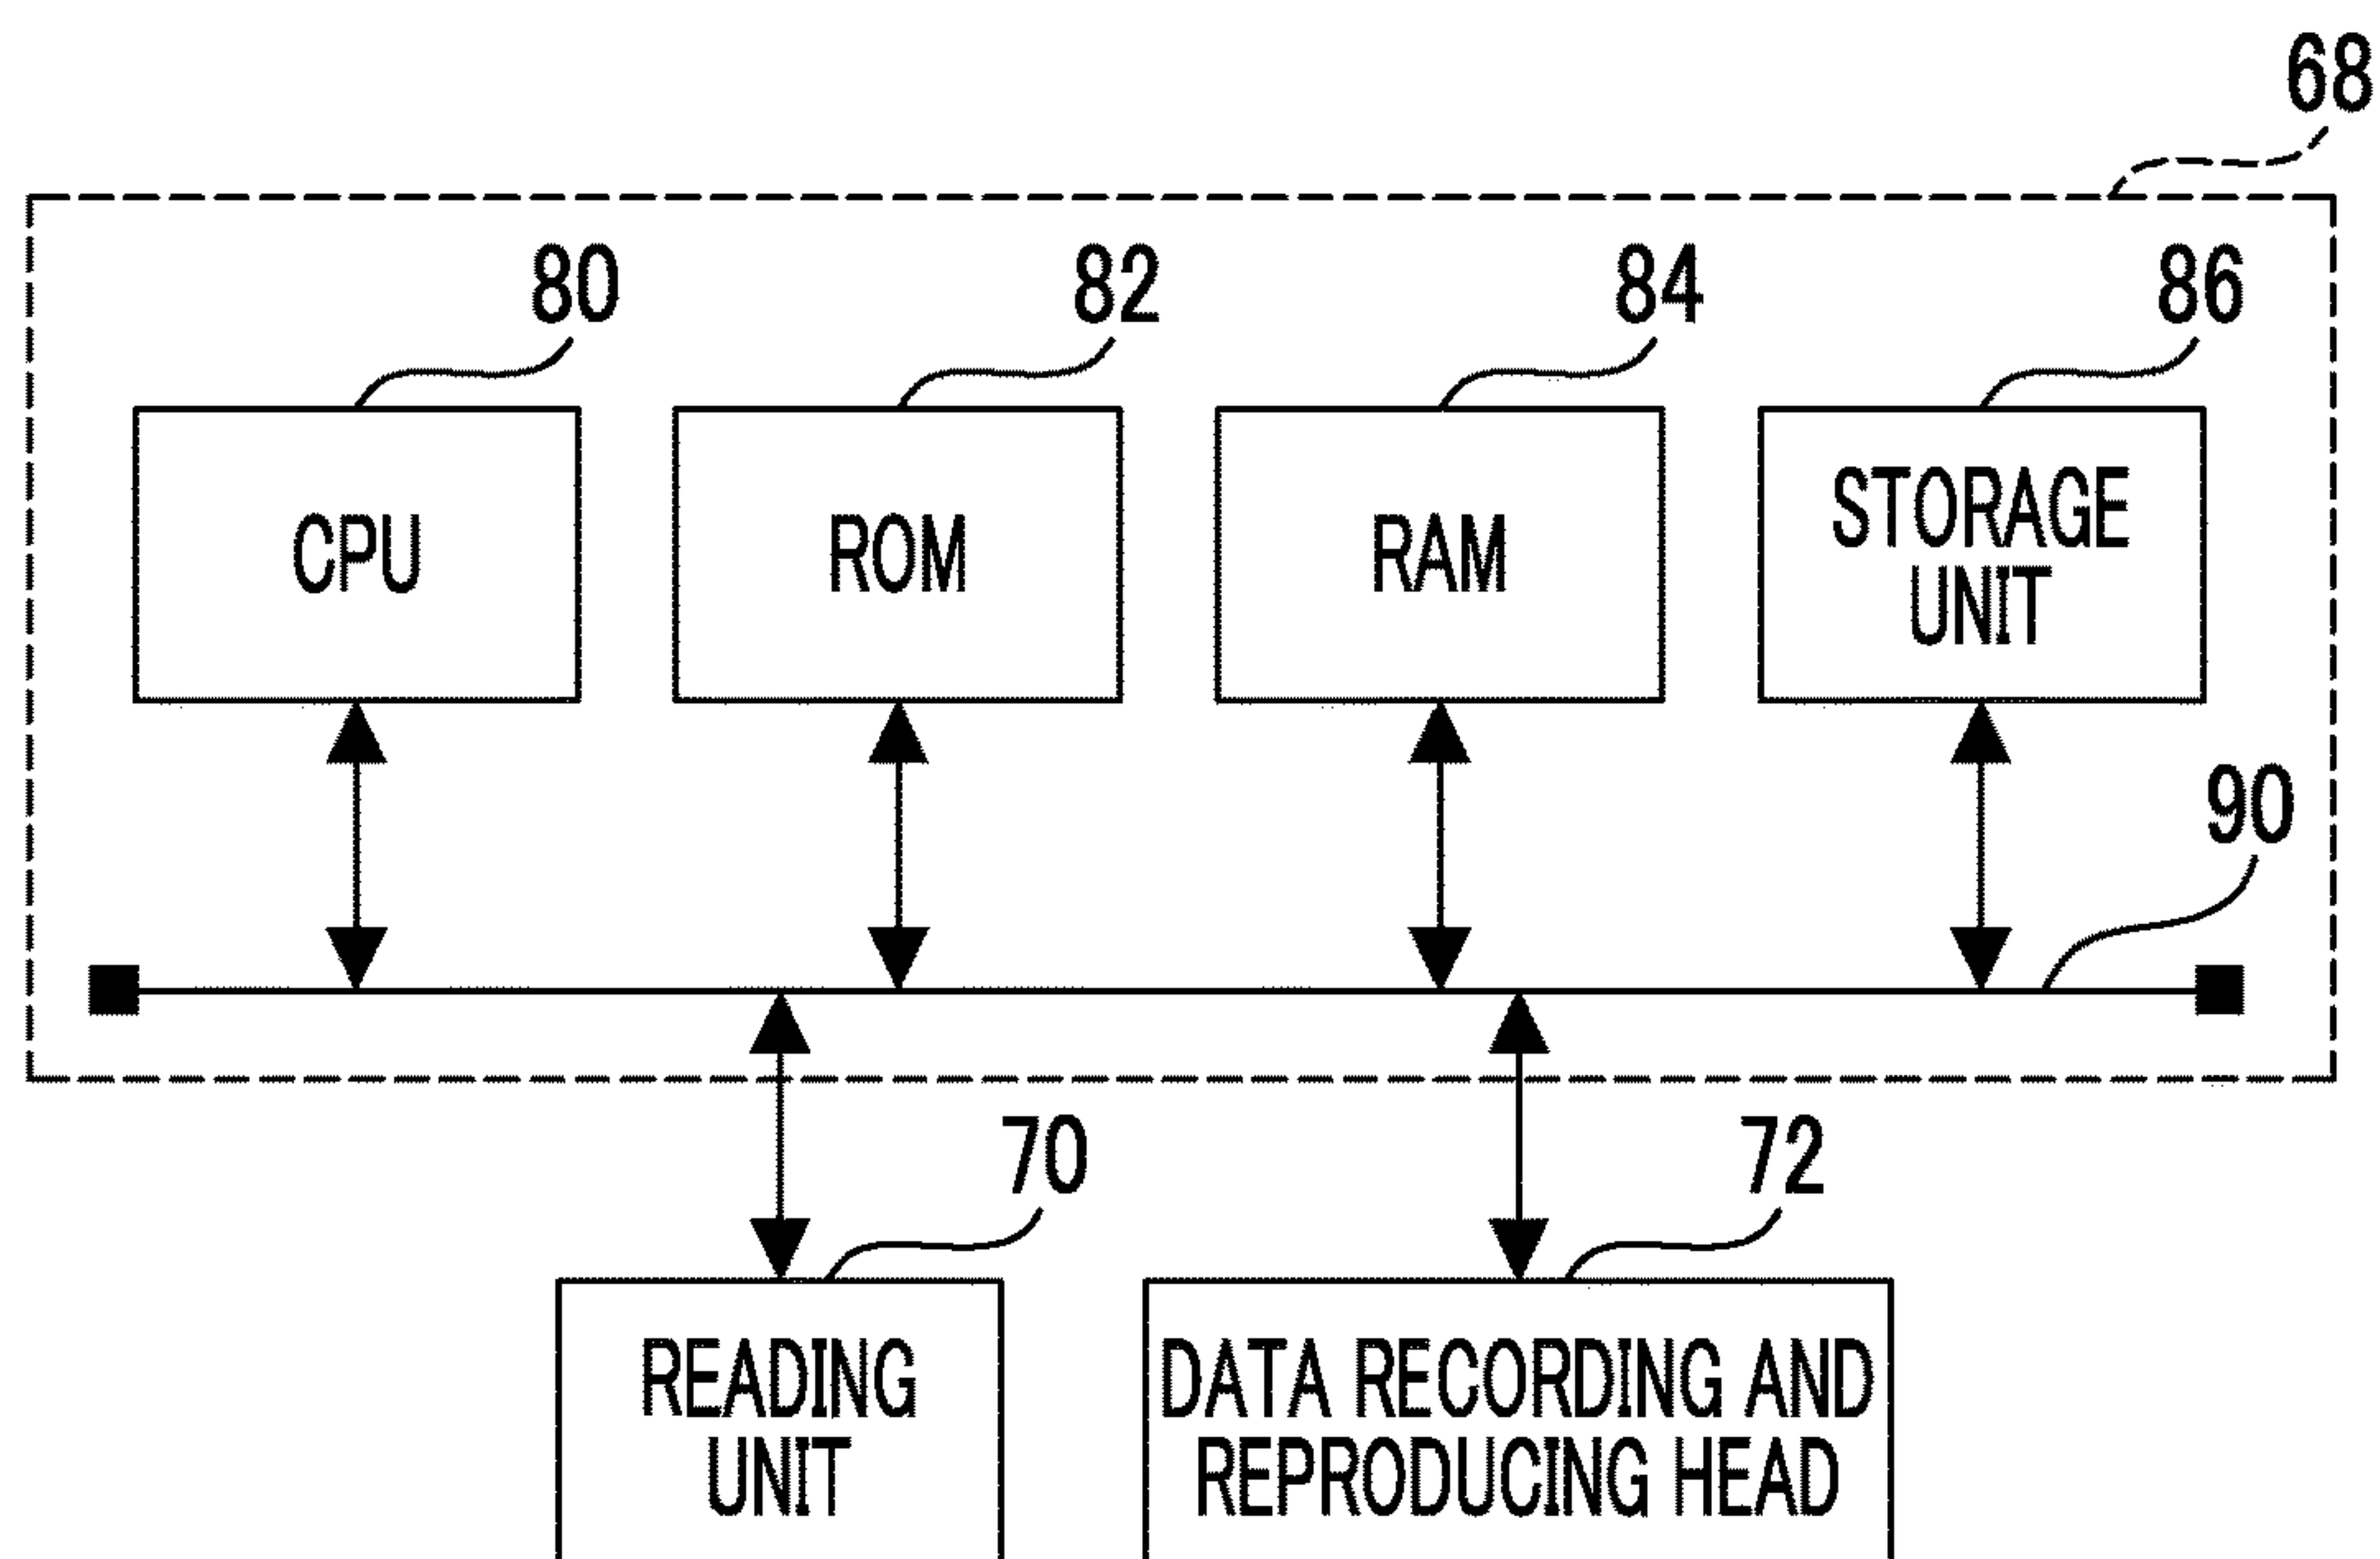 68
80
82
84
86
CPU
ROM
RAM
STORAGE
UNIT
90
70
72
READING
UNIT
DATA RECORDING AND
REPRODUCING HEAD